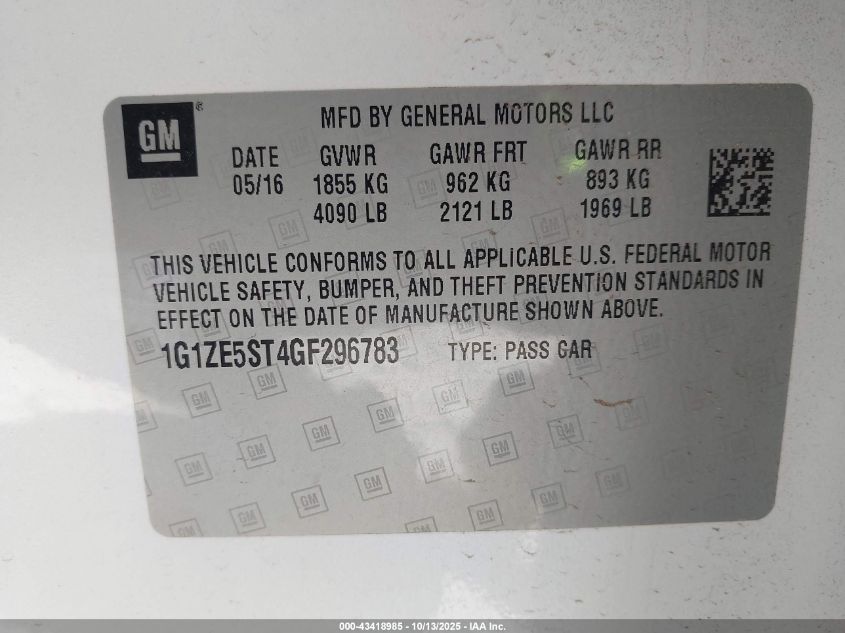 GM ®
MFD BY GENERAL MOTORS LLC
DATE GVWR GAWR FRT GAWR RR
05/16 1855 KG 962 KG 893 KG
4090 LB 2121 LB 1969 LB
THIS VEHICLE CONFORMS TO ALL APPLICABLE U.S. FEDERAL MOTOR
VEHICLE SAFETY, BUMPER, AND THEFT PREVENTION STANDARDS IN
EFFECT ON THE DATE OF MANUFACTURE SHOWN ABOVE.
1G1ZE5ST4GF296783 TYPE: PASS CAR
000-43418985 - 10/13/2025 - IAA Inc.